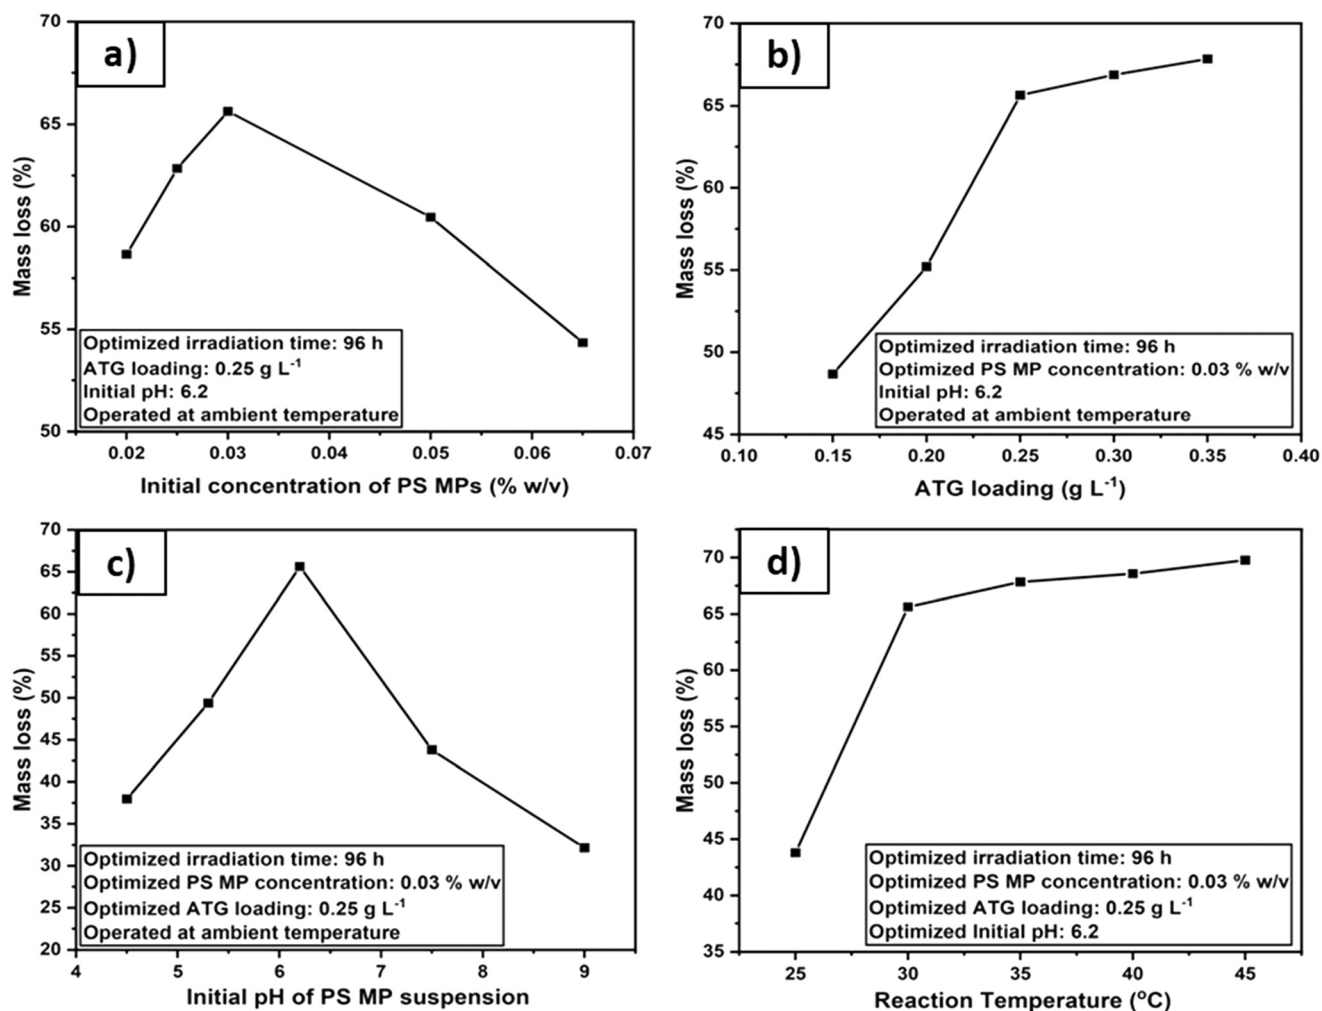 a)
70
65
60
55
50
Mass loss (%)
Optimized irradiation time: 96 h
ATG loading: 0.25 g L⁻¹
Initial pH: 6.2
Operated at ambient temperature
0.02 0.03 0.04 0.05 0.06 0.07
Initial concentration of PS MPs (% w/v)
b)
70
65
60
55
50
45
Mass loss (%)
Optimized irradiation time: 96 h
Optimized PS MP concentration: 0.03 % w/v
Initial pH: 6.2
Operated at ambient temperature
0.10 0.15 0.20 0.25 0.30 0.35 0.40
ATG loading (g L⁻¹)
c)
70
65
60
55
50
45
40
35
30
25
20
Mass loss (%)
Optimized irradiation time: 96 h
Optimized PS MP concentration: 0.03 % w/v
Optimized ATG loading: 0.25 g L⁻¹
Operated at ambient temperature
4 5 6 7 8 9
Initial pH of PS MP suspension
d)
70
65
60
55
50
45
40
35
Mass loss (%)
Optimized irradiation time: 96 h
Optimized PS MP concentration: 0.03 % w/v
Optimized ATG loading: 0.25 g L⁻¹
Optimized Initial pH: 6.2
25 30 35 40 45
Reaction Temperature (ᵒC)